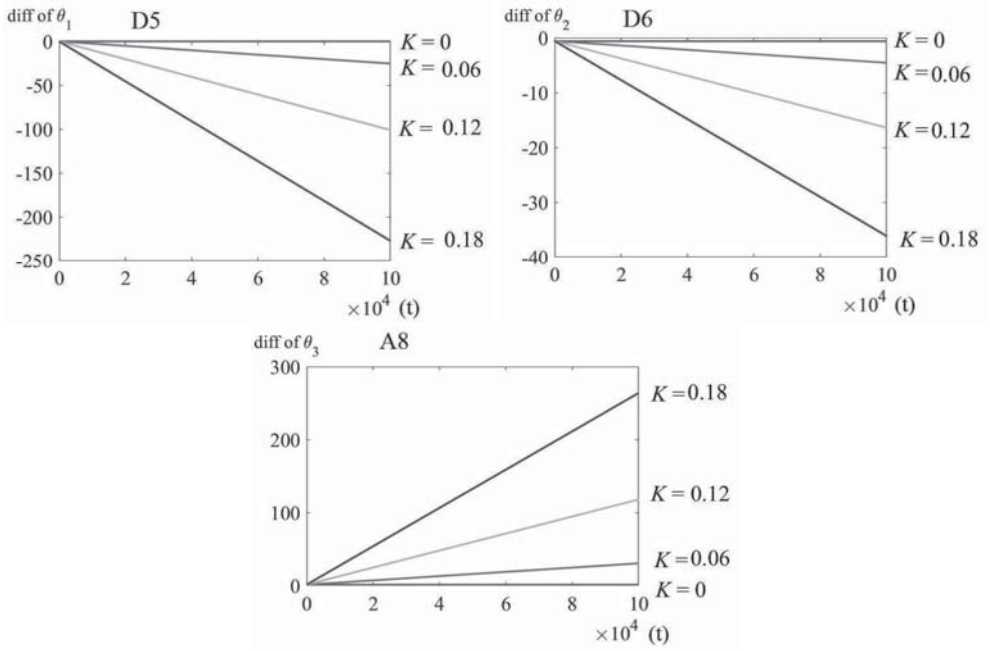 diff of θ1 D5
0
-50
-100
-150
-200
-250
0 2 4 6 8 10
×10^4 (t)
K = 0
K = 0.06
K = 0.12
K = 0.18
diff of θ2 D6
0
-10
-20
-30
-40
0 2 4 6 8 10
×10^4 (t)
K = 0
K = 0.06
K = 0.12
K = 0.18
diff of θ3 A8
300
200
100
0
0 2 4 6 8 10
×10^4 (t)
K = 0.18
K = 0.12
K = 0.06
K = 0